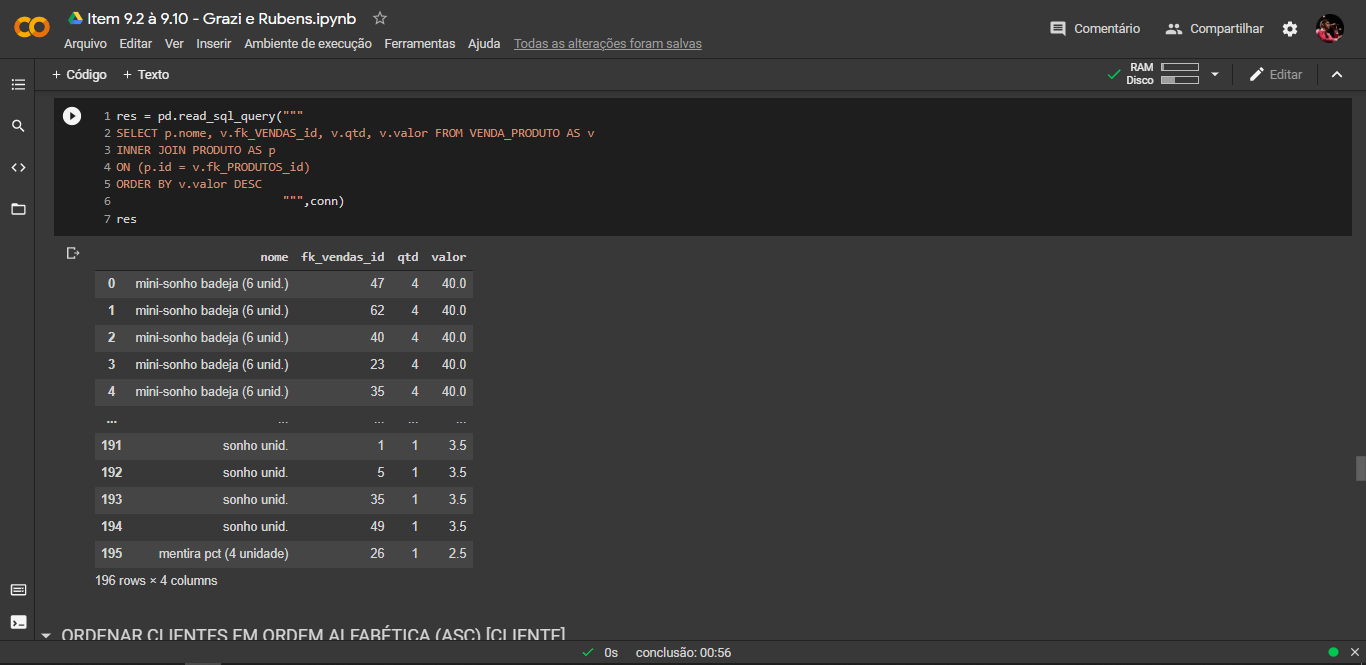 Item 9.2 à 9.10 - Grazi e Rubens.ipynb
Arquivo Editar Ver Inserir Ambiente de execução Ferramentas Ajuda Todas as alterações foram salvas
Comentário Compartilhar
+ Código + Texto
RAM
Disco
Editar
1 res = pd.read_sql_query("""
2 SELECT p.nome, v.fk_VENDAS_id, v.qtd, v.valor FROM VENDA_PRODUTO AS v
3 INNER JOIN PRODUTO AS p
4 ON (p.id = v.fk_PRODUTOS_id)
5 ORDER BY v.valor DESC
6 """,conn)
7 res
nome fk_vendas_id qtd valor
0 mini-sonho badeja (6 unid.) 47 4 40.0
1 mini-sonho badeja (6 unid.) 62 4 40.0
2 mini-sonho badeja (6 unid.) 40 4 40.0
3 mini-sonho badeja (6 unid.) 23 4 40.0
4 mini-sonho badeja (6 unid.) 35 4 40.0
... ... ... ... ...
191 sonho unid. 1 1 3.5
192 sonho unid. 5 1 3.5
193 sonho unid. 35 1 3.5
194 sonho unid. 49 1 3.5
195 mentira pct (4 unidade) 26 1 2.5
196 rows × 4 columns
ORDENAR CLIENTES EM ORDEM ALFABÉTICA (ASC) [CLIENTE]
0s conclusão: 00:56